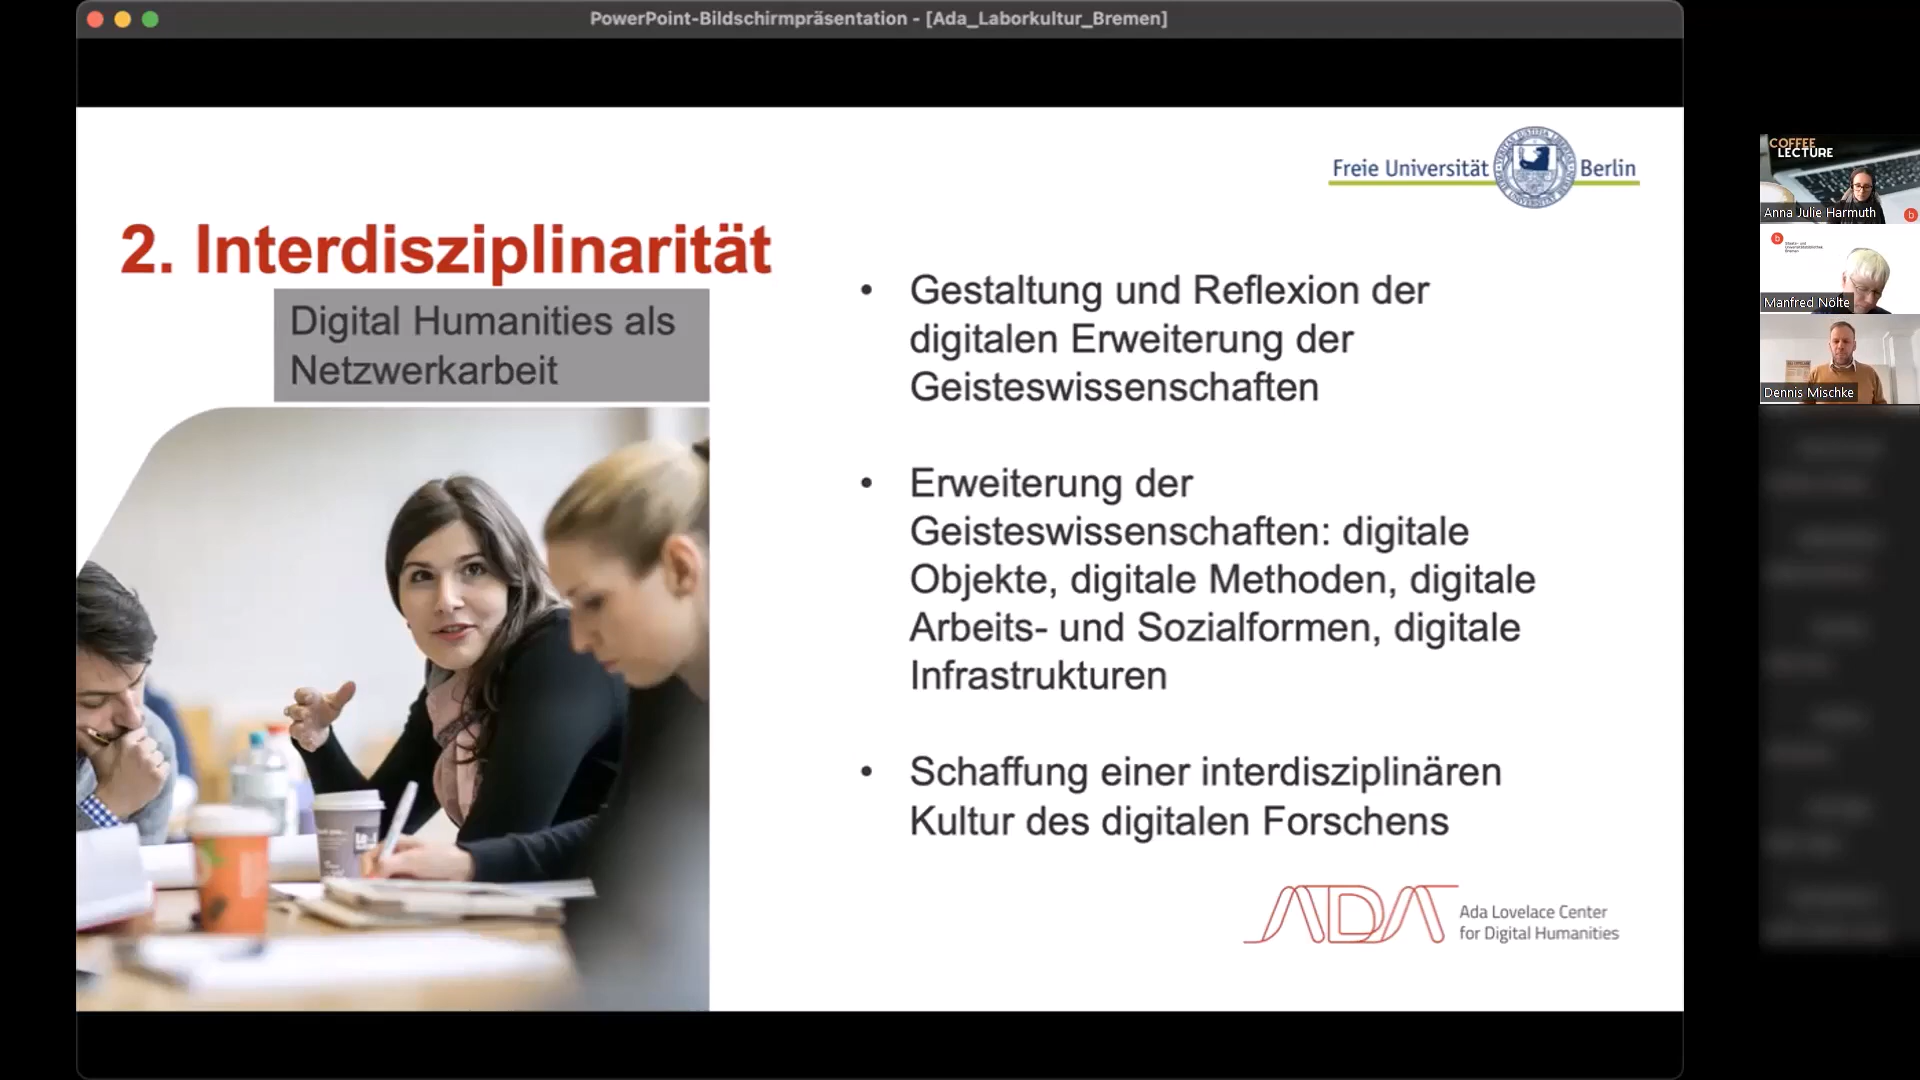 PowerPoint-Bildschirmpräsentation - [Ada_Laborkultur_Bremen]
Freie Universität Berlin
2. Interdisziplinarität
Digital Humanities als
Netzwerkarbeit
• Gestaltung und Reflexion der
digitalen Erweiterung der
Geisteswissenschaften
• Erweiterung der
Geisteswissenschaften: digitale
Objekte, digitale Methoden, digitale
Arbeits- und Sozialformen, digitale
Infrastrukturen
• Schaffung einer interdisziplinären
Kultur des digitalen Forschens
ADA
Ada Lovelace Center
for Digital Humanities
COFFEE
LECTURE
Anna Julie Harmuth
Manfred Nölte
Dennis Mischke